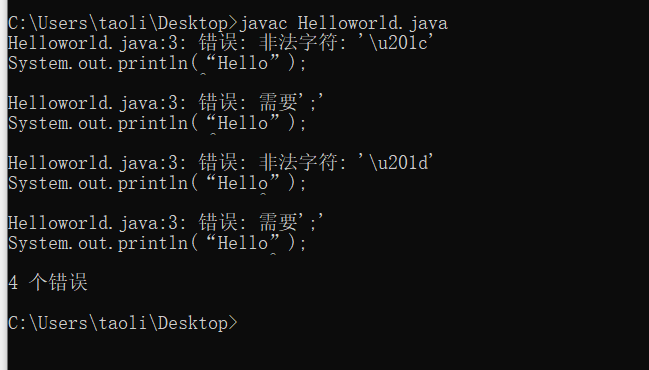 C:\Users\taoli\Desktop>javac Helloworld.java
Helloworld.java:3: 错误: 非法字符: '\u201c'
System.out.println(“Hello”);
^
Helloworld.java:3: 错误: 需要';'
System.out.println(“Hello”);
^
Helloworld.java:3: 错误: 非法字符: '\u201d'
System.out.println(“Hello”);
^
Helloworld.java:3: 错误: 需要';'
System.out.println(“Hello”);
^
4 个错误
C:\Users\taoli\Desktop>